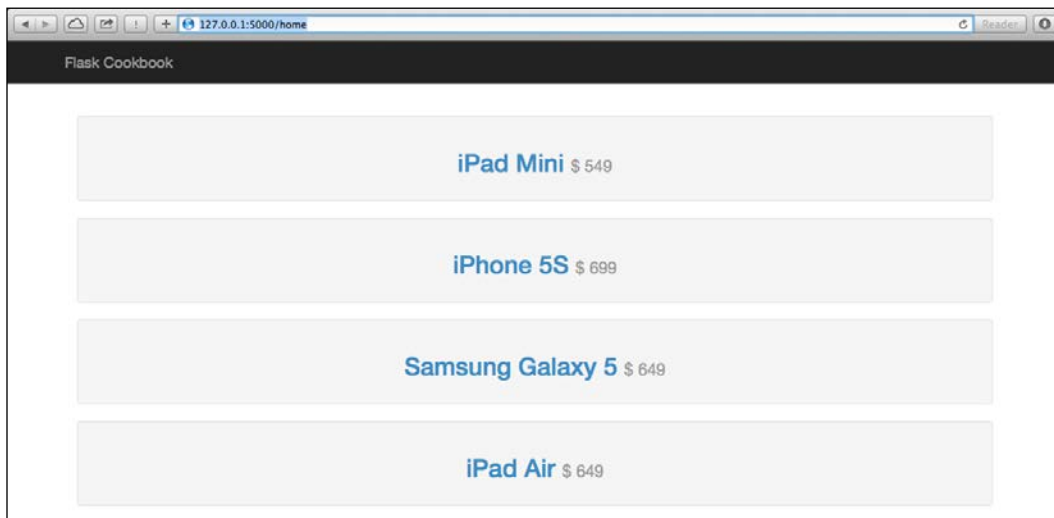 127.0.0.1:5000/home
Reader
Flask Cookbook
iPad Mini $ 549
iPhone 5S $ 699
Samsung Galaxy 5 $ 649
iPad Air $ 649